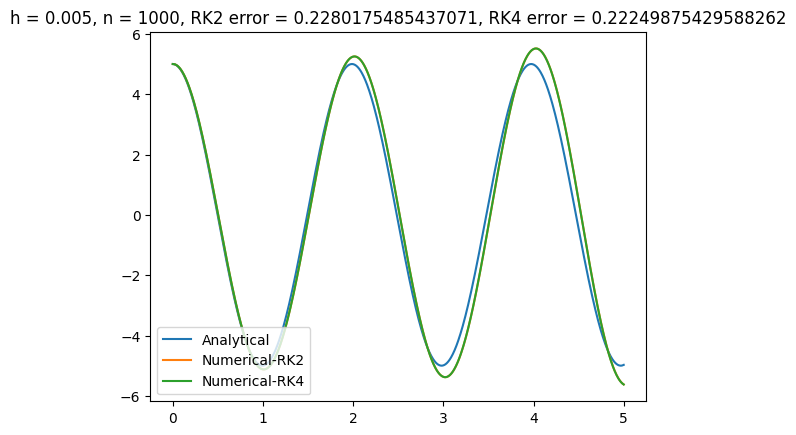 h = 0.005, n = 1000, RK2 error = 0.2280175485437071, RK4 error = 0.22249875429588262
6
4
2
0
−2
−4
−6
Analytical
Numerical-RK2
Numerical-RK4
0 1 2 3 4 5